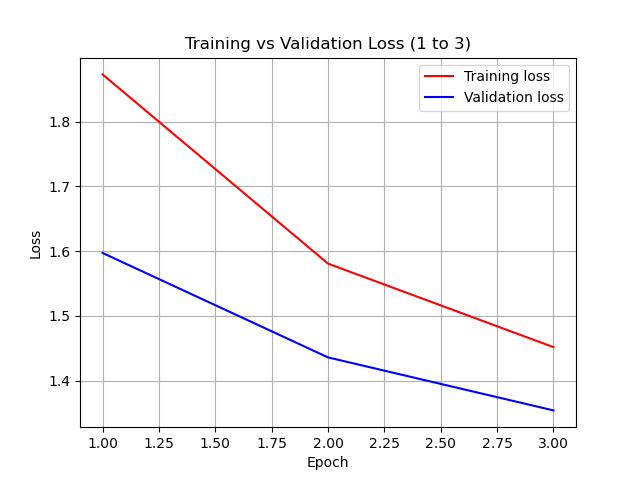 Training vs Validation Loss (1 to 3)
Training loss
Validation loss
Loss
1.8
1.7
1.6
1.5
1.4
1.00 1.25 1.50 1.75 2.00 2.25 2.50 2.75 3.00
Epoch